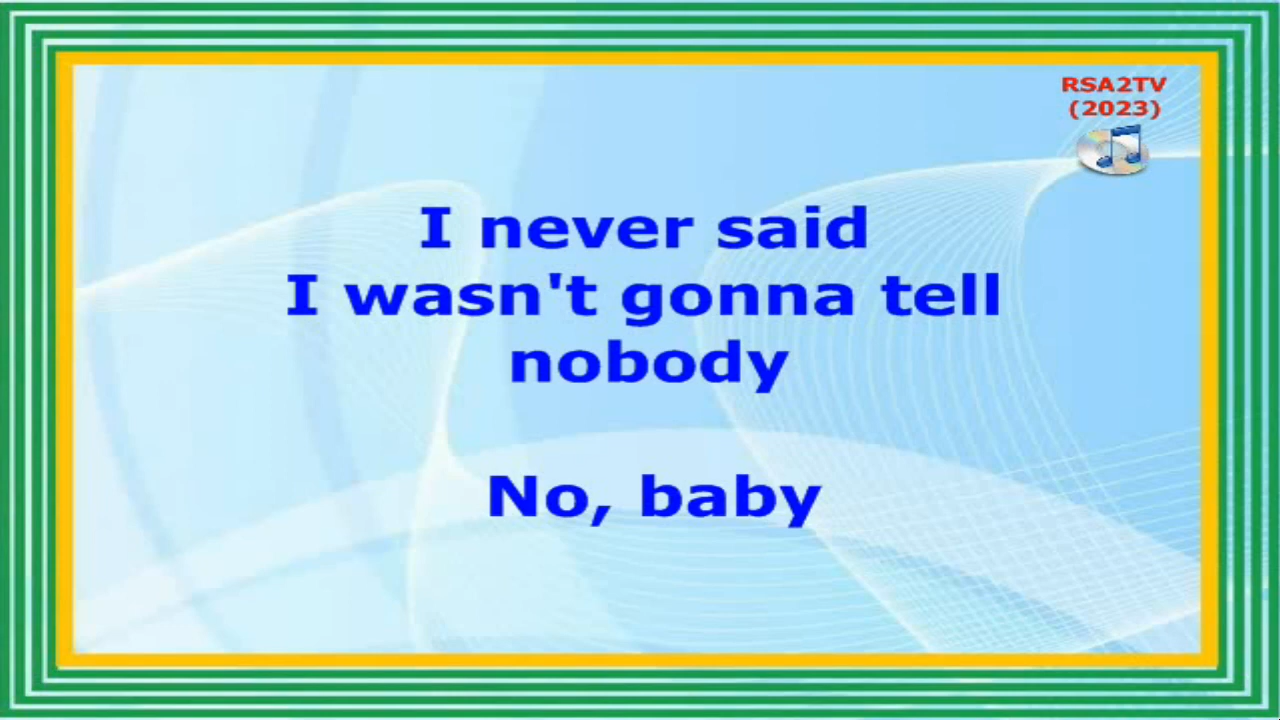 RSA2TV
(2023)
I never said
I wasn't gonna tell
nobody
No, baby